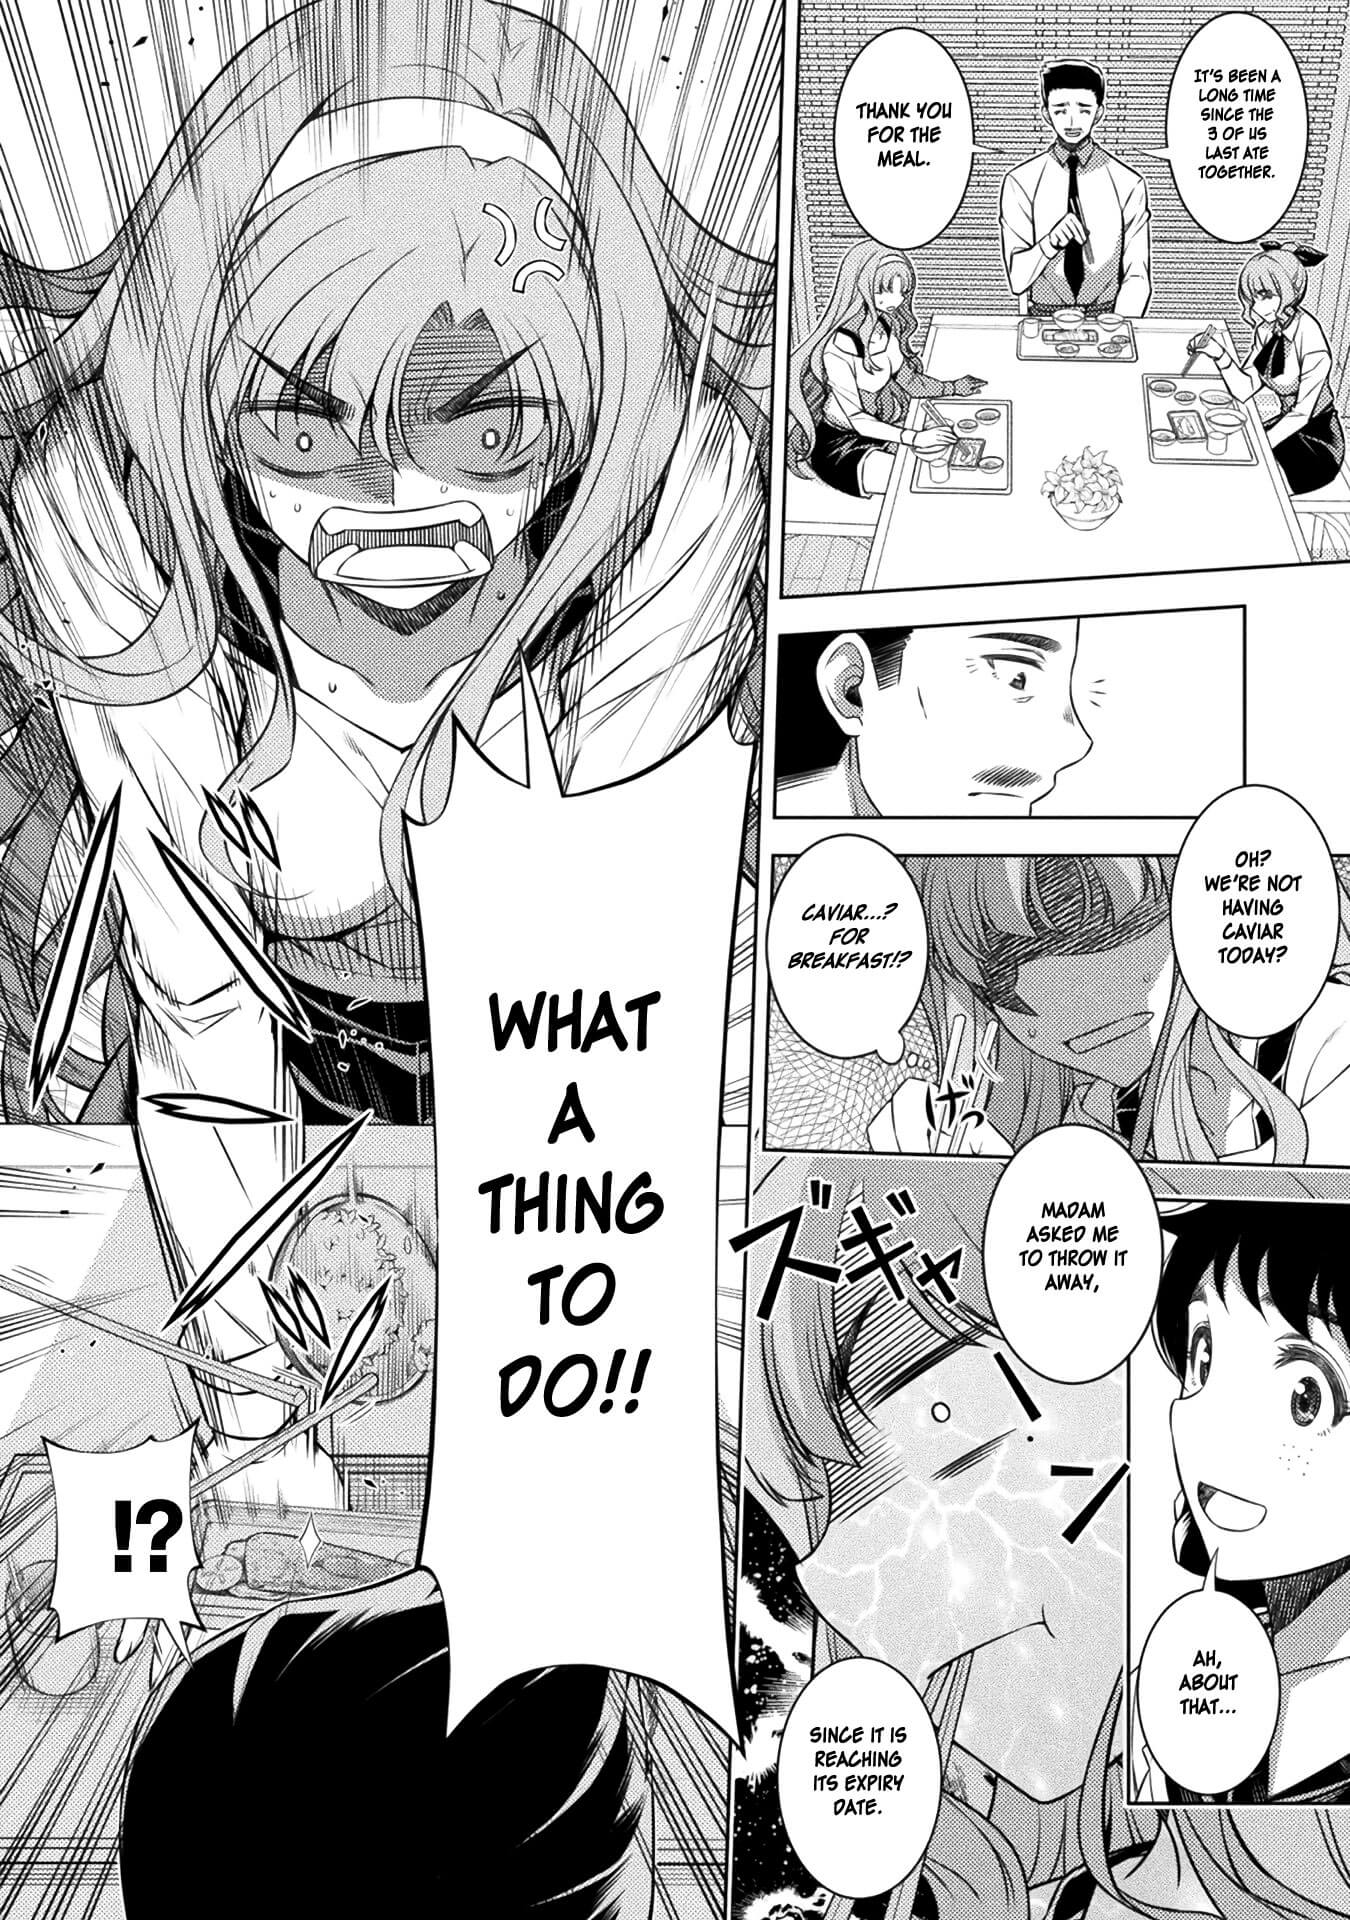 IT'S BEEN A
LONG TIME
SINCE THE
3 OF US
LAST ATE
TOGETHER.
THANK YOU
FOR THE
MEAL.
OH?
WE'RE NOT
HAVING
CAVIAR
TODAY?
CAVIAR...?
FOR
BREAKFAST!?
げっ
AH,
ABOUT
THAT...
MADAM
ASKED ME
TO THROW IT
AWAY,
SINCE IT IS
REACHING
ITS EXPIRY
DATE.
ズギャーン
WHAT
A
THING
TO
DO!!
!?